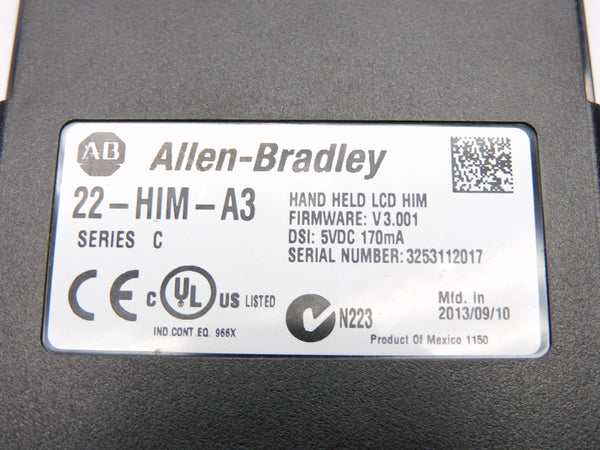 AB Allen-Bradley
22-HIM-A3
SERIES C
HAND HELD LCD HIM
FIRMWARE: V3.001
DSI: 5VDC 170mA
SERIAL NUMBER: 3253112017
CE C UL US LISTED
IND.CONT.EQ. 966X
N223
Mfd. in
2013/09/10
Product Of Mexico 1150